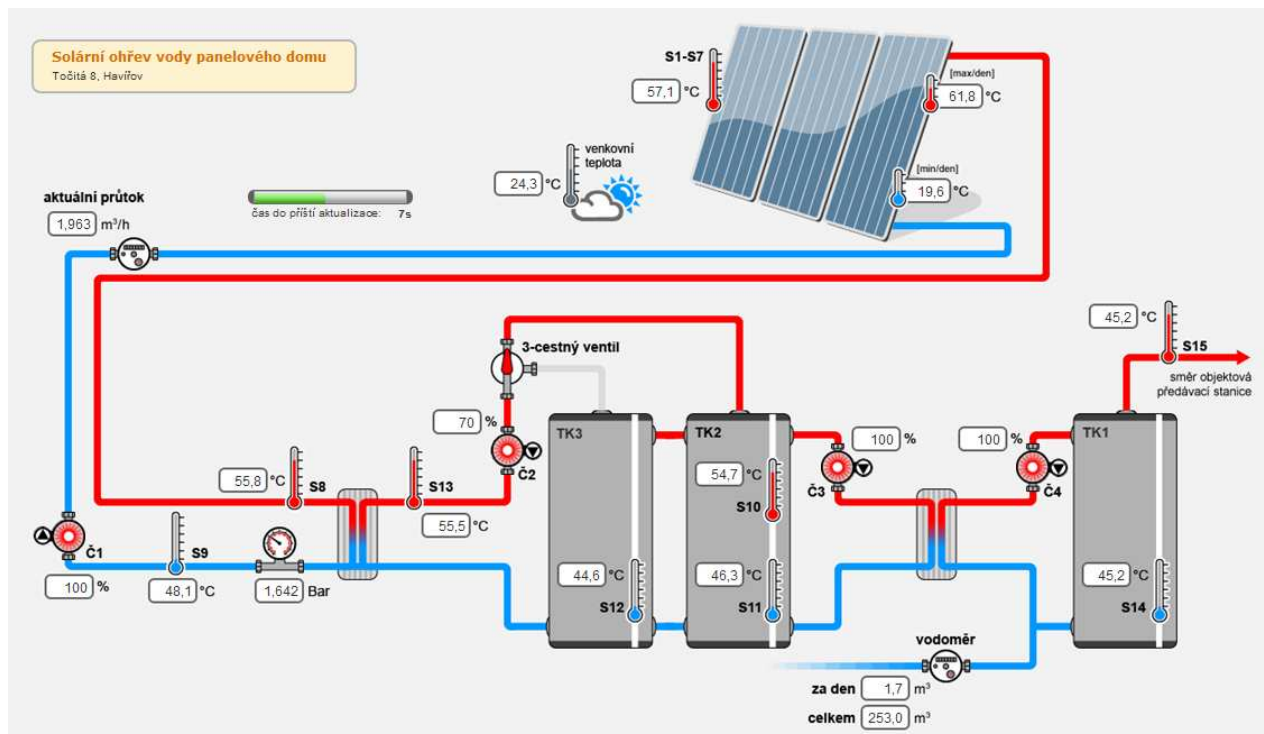 Solární ohřev vody panelového domu
Točitá 8, Havířov
S1-S7
57,1 °C
[max/den]
61,8 °C
venkovní
teplota
24,3 °C
[min/den]
19,6 °C
aktuální průtok
1,963 m³/h
čas do příští aktualizace: 7s
45,2 °C
S15
směr objektová
předávací stanice
3-cestný ventil
70 %
Č2
TK3
TK2
100 %
Č3
100 %
Č4
TK1
55,8 °C
S8
S13
55,5 °C
54,7 °C
S10
Č1
100 %
S9
48,1 °C
1,642 Bar
44,6 °C
S12
46,3 °C
S11
45,2 °C
S14
vodoměr
za den 1,7 m³
celkem 253,0 m³